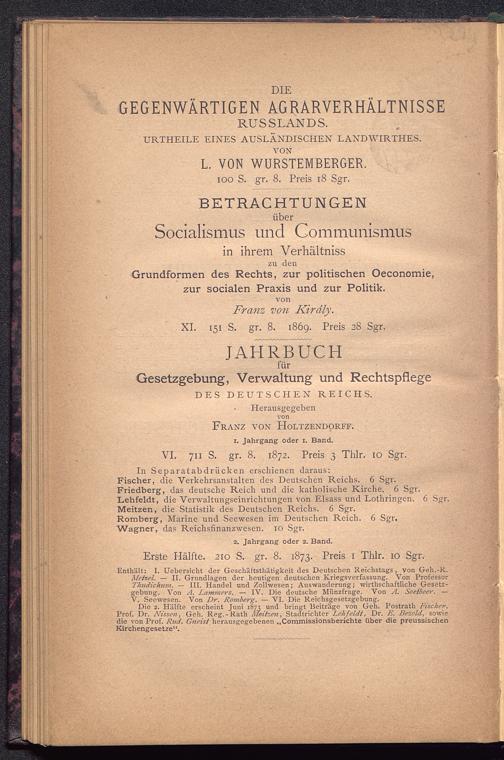 DIE
GEGENWÄRTIGEN AGRARVERHÄLTNISSE
RUSSLANDS.
URTHEILE EINES AUSLÄNDISCHEN LANDWIRTHES.
VON
L. VON WURSTEMBERGER.
100 S. gr. 8. Preis 18 Sgr.
BETRACHTUNGEN
über
Socialismus und Communismus
in ihrem Verhältniss
zu den
Grundformen des Rechts, zur politischen Oeconomie,
zur socialen Praxis und zur Politik.
von
Franz von Király.
XI. 151 S. gr. 8. 1869. Preis 28 Sgr.
JAHRBUCH
für
Gesetzgebung, Verwaltung und Rechtspflege
DES DEUTSCHEN REICHS.
Herausgegeben
von
FRANZ VON HOLTZENDORFF.
1. Jahrgang oder 1. Band.
VI. 711 S. gr. 8. 1872. Preis 3 Thlr. 10 Sgr.
In Separatabdrücken erschienen daraus:
Fischer, die Verkehrsanstalten des Deutschen Reichs. 6 Sgr.
Friedberg, das deutsche Reich und die katholische Kirche. 6 Sgr.
Lehfeldt, die Verwaltungseinrichtungen von Elsass und Lothringen. 6 Sgr.
Meitzen, die Statistik des Deutschen Reichs. 6 Sgr.
Romberg, Marine und Seewesen im Deutschen Reich. 6 Sgr.
Wagner, das Reichsfinanzwesen. 10 Sgr.
2. Jahrgang oder 2. Band.
Erste Hälfte. 210 S. gr. 8. 1873. Preis 1 Thlr. 10 Sgr.
Enthält: I. Uebersicht der Geschäftsthätigkeit des Deutschen Reichstags, von Geh.-R.
Metzel. — II. Grundlagen der heutigen deutschen Kriegsverfassung. Von Professor
Thudichum. — III. Handel und Zollwesen; Auswanderung; wirthschaftliche Gesetz-
gebung. Von A. Lammers. — IV. Die deutsche Münzfrage. Von A. Soetbeer. —
V. Seewesen. Von Dr. Romberg. — VI. Die Reichsgesetzgebung.
Die 2. Hälfte erscheint Juni 1873 und bringt Beiträge von Geh. Postrath Fischer,
Prof. Dr. Nissen, Geh. Reg.-Rath Meitzen, Stadtrichter Lehfeldt, Dr. E. Bezold, sowie
die von Prof. Rud. Gneist herausgegebenen „Commissionsberichte über die preussischen
Kirchengesetze".